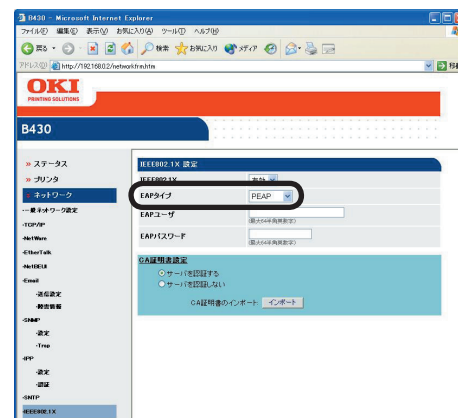 B430 - Microsoft Internet Explorer
ファイル(F) 編集(E) 表示(V) お気に入り(A) ツール(T) ヘルプ(H)
戻る 検索 お気に入り メディア
アドレス(D) http://192.168.0.2/networkfrm.htm 移動
OKI
PRINTING SOLUTIONS
B430
» ステータス
» プリンタ
» ネットワーク
-一般ネットワーク設定
-TCP/IP
-NetWare
-EtherTalk
-NetBEUI
-Email
-送信設定
-障害情報
-SNMP
-設定
-Trap
-IPP
-設定
-認証
-SNTP
-IEEE802.1X
IEEE802.1X 設定
IEEE802.1X 有効
EAPタイプ PEAP
EAPユーザ
(最大64半角英数字)
EAPパスワード
(最大64半角英数字)
CA証明書設定
サーバを認証する
サーバを認証しない
CA証明書のインポート インポート